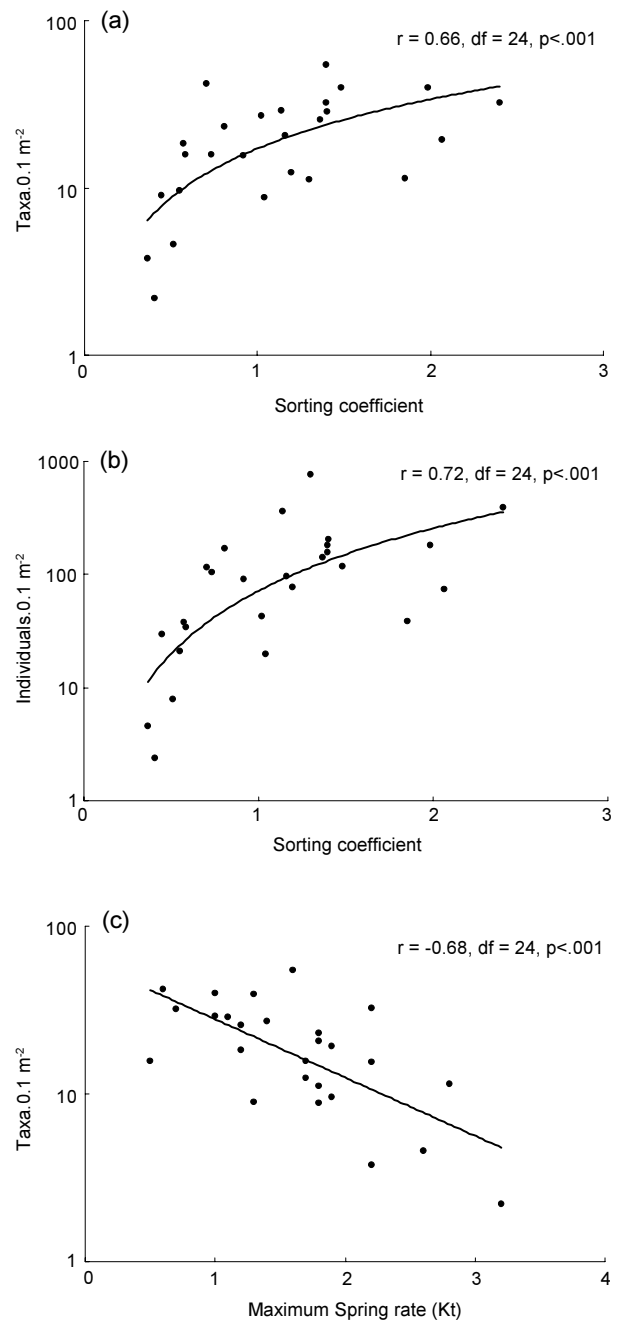 (a)
r = 0.66, df = 24, p<.001
100
10
1
Taxa.0.1 m-2
0 1 2 3
Sorting coefficient
(b)
r = 0.72, df = 24, p<.001
1000
100
10
1
Individuals.0.1 m-2
0 1 2 3
Sorting coefficient
(c)
r = -0.68, df = 24, p<.001
100
10
1
Taxa.0.1 m-2
0 1 2 3 4
Maximum Spring rate (Kt)